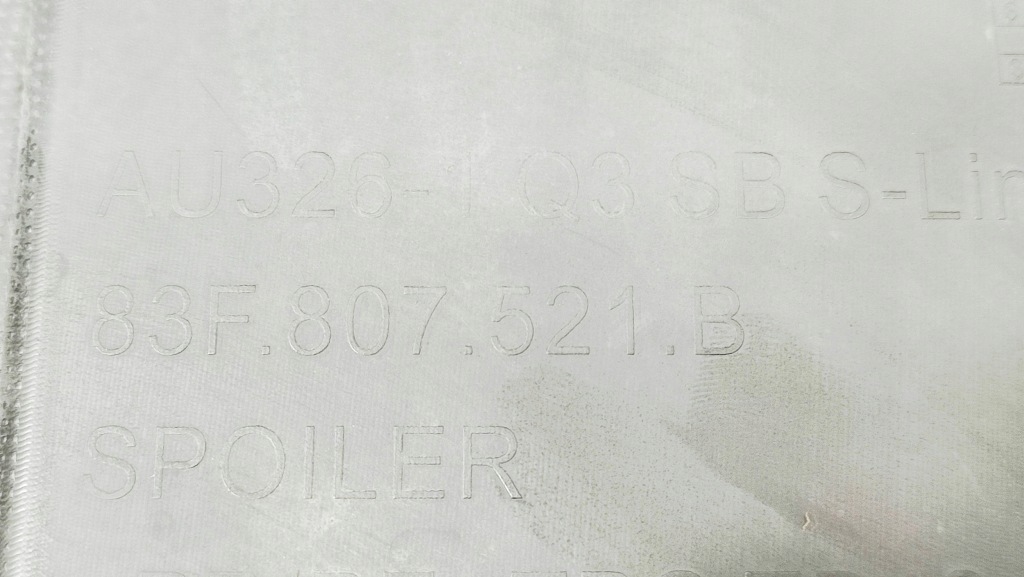 AU326-1 Q3 SB S-Lin
83F.807.521.B
SPOILER